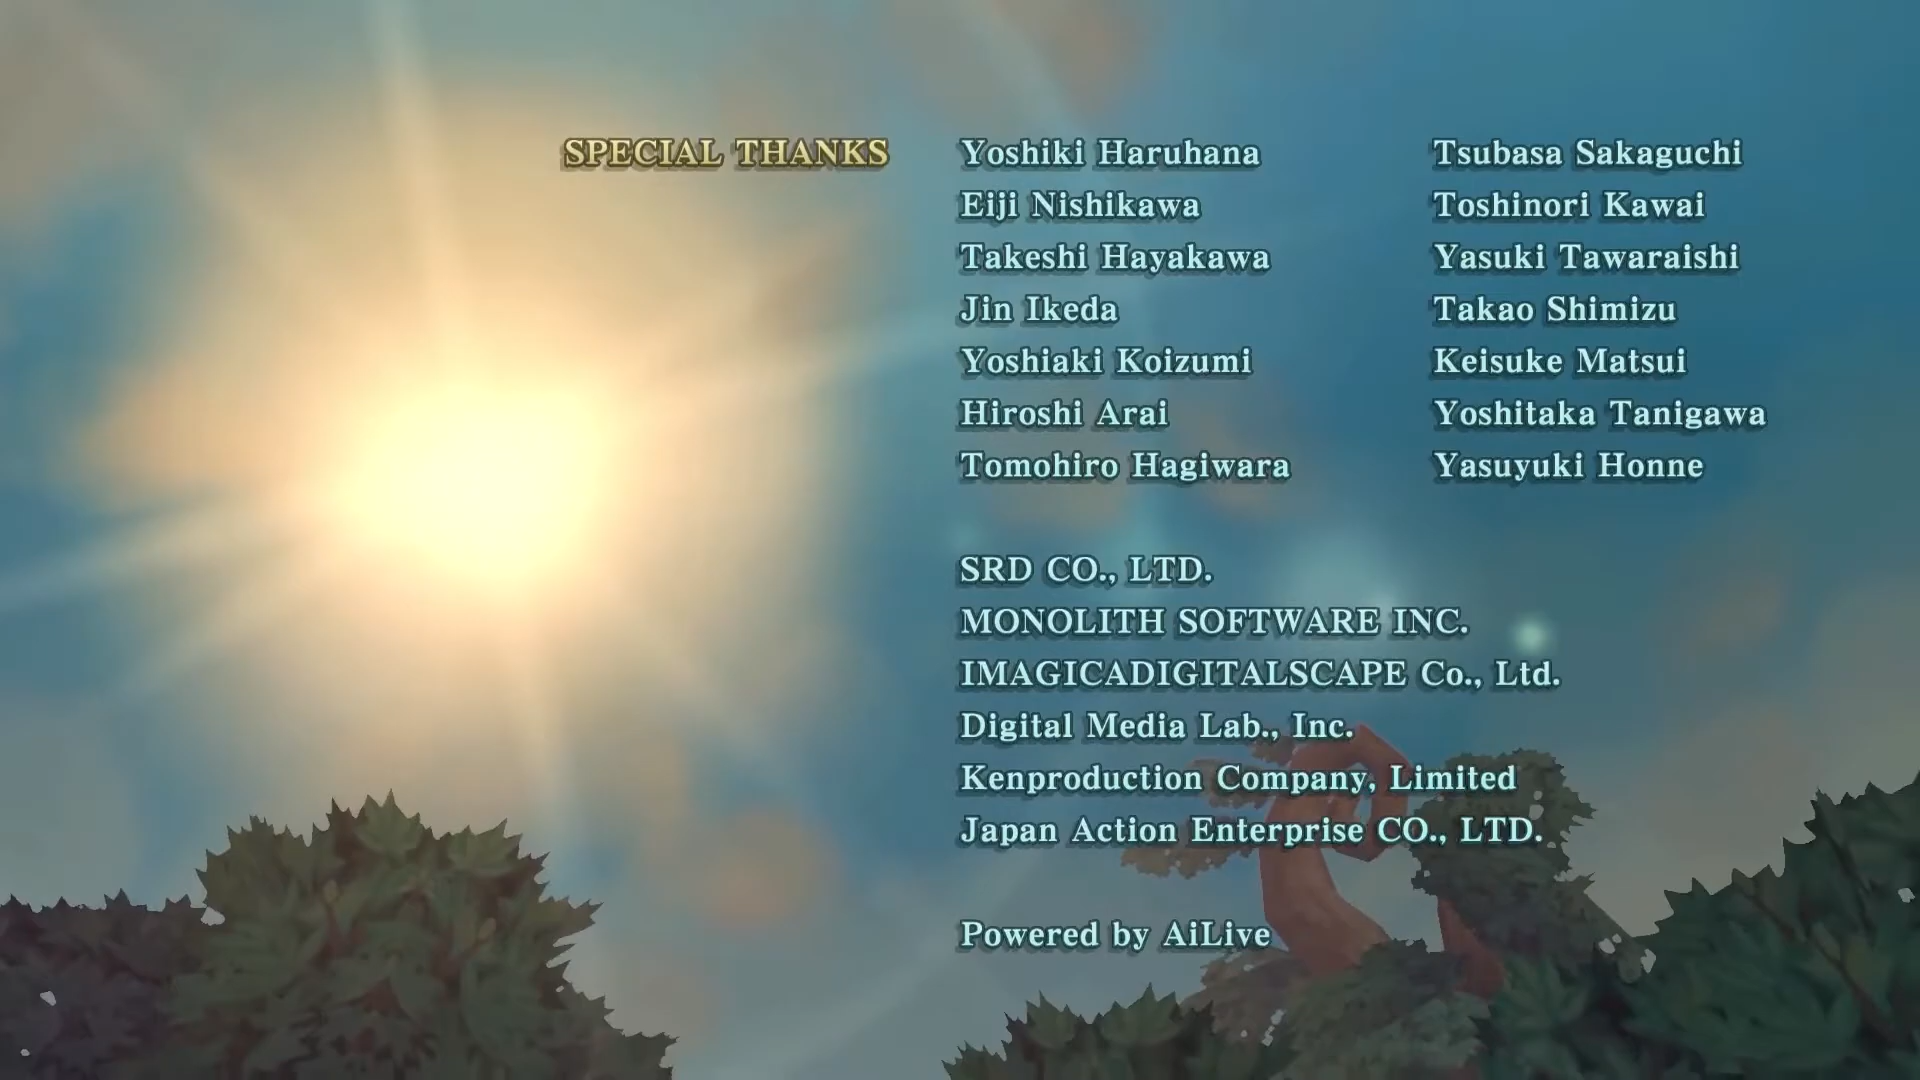 SPECIAL THANKS
Yoshiki Haruhana Tsubasa Sakaguchi
Eiji Nishikawa Toshinori Kawai
Takeshi Hayakawa Yasuki Tawaraishi
Jin Ikeda Takao Shimizu
Yoshiaki Koizumi Keisuke Matsui
Hiroshi Arai Yoshitaka Tanigawa
Tomohiro Hagiwara Yasuyuki Honne
SRD CO., LTD.
MONOLITH SOFTWARE INC.
IMAGICADIGITALSCAPE Co., Ltd.
Digital Media Lab., Inc.
Kenproduction Company, Limited
Japan Action Enterprise CO., LTD.
Powered by AiLive